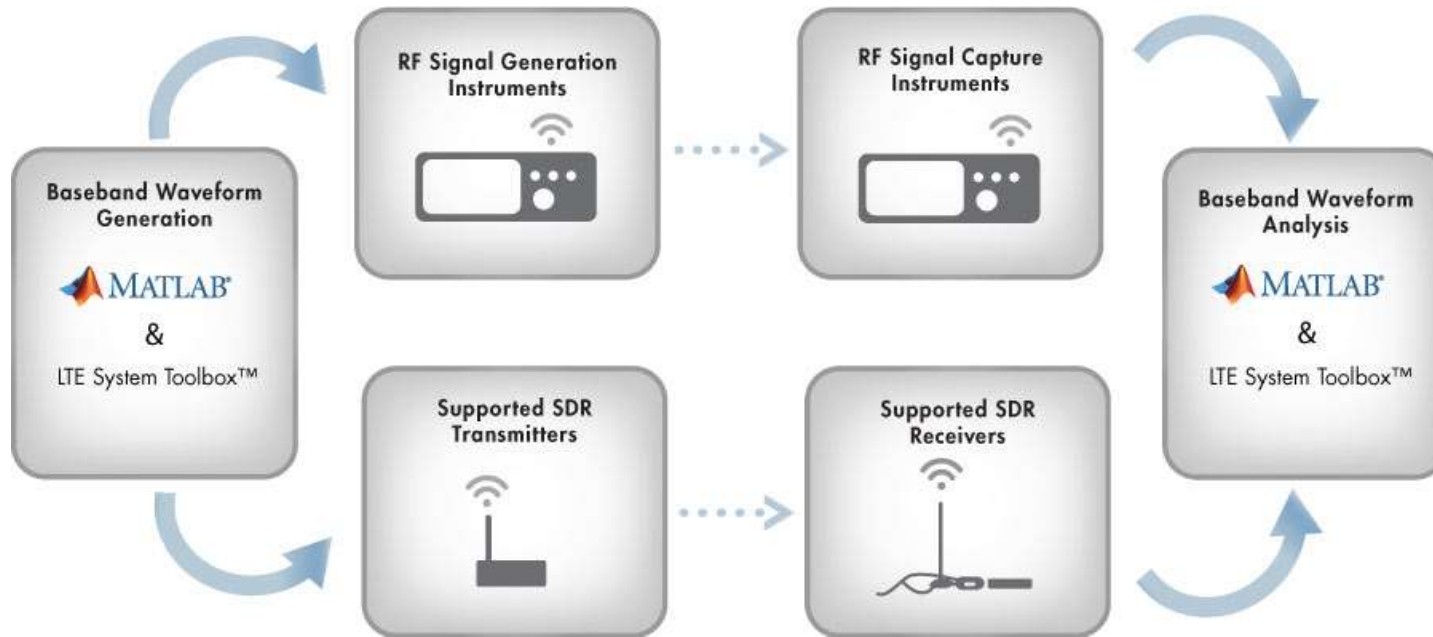 RF Signal Generation
Instruments
RF Signal Capture
Instruments
Baseband Waveform
Generation
MATLAB®
&
LTE System Toolbox™
Baseband Waveform
Analysis
MATLAB®
&
LTE System Toolbox™
Supported SDR
Transmitters
Supported SDR
Receivers